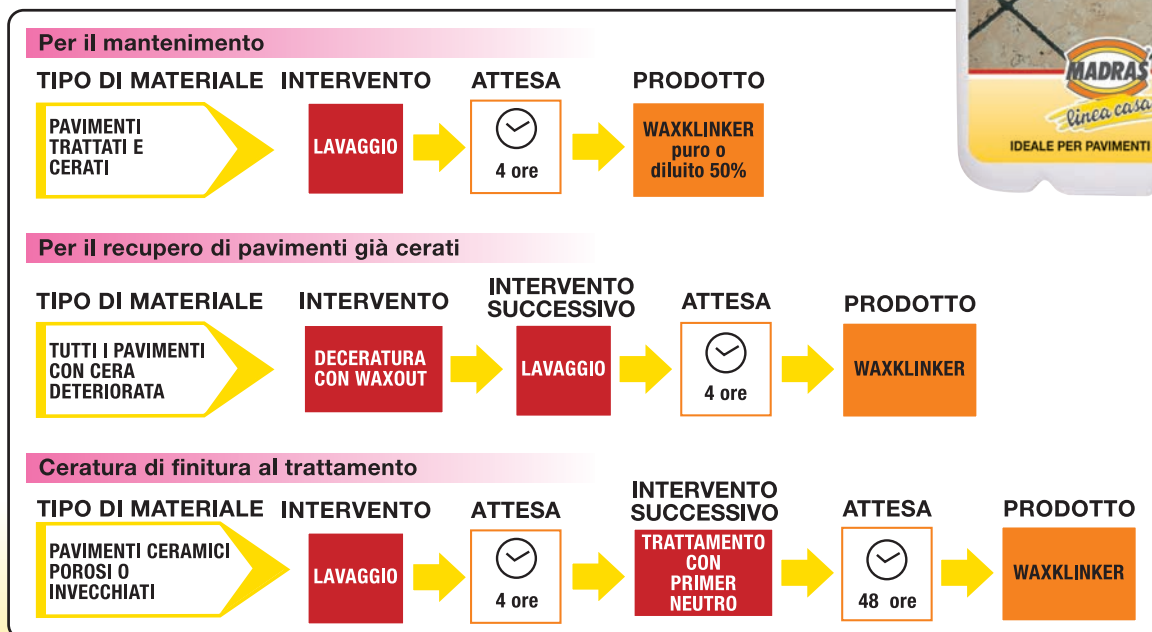 Per il mantenimento
TIPO DI MATERIALE INTERVENTO ATTESA PRODOTTO
PAVIMENTI
TRATTATI E
CERATI
LAVAGGIO
4 ore
WAXKLINKER
puro o
diluito 50%
MADRAS
linea casa
IDEALE PER PAVIMENTI
Per il recupero di pavimenti già cerati
TIPO DI MATERIALE INTERVENTO INTERVENTO
SUCCESSIVO ATTESA PRODOTTO
TUTTI I PAVIMENTI
CON CERA
DETERIORATA
DECERATURA
CON WAXOUT
LAVAGGIO
4 ore
WAXKLINKER
Ceratura di finitura al trattamento
TIPO DI MATERIALE INTERVENTO ATTESA INTERVENTO
SUCCESSIVO ATTESA PRODOTTO
PAVIMENTI CERAMICI
POROSI O
INVECCHIATI
LAVAGGIO
4 ore
TRATTAMENTO
CON
PRIMER
NEUTRO
48 ore
WAXKLINKER